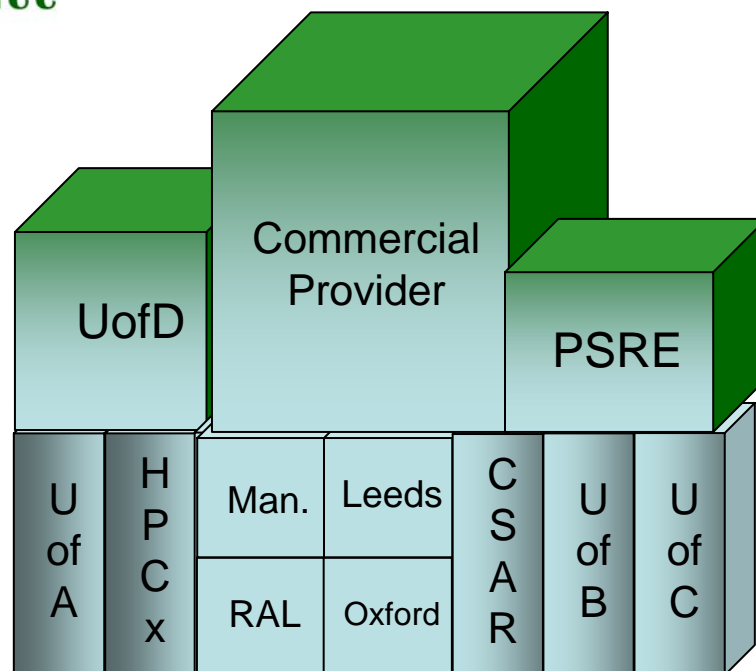 Commercial
Provider
UofD
PSRE
U
of
A
H
P
C
x
Man.
Leeds
RAL
Oxford
C
S
A
R
U
of
B
U
of
C